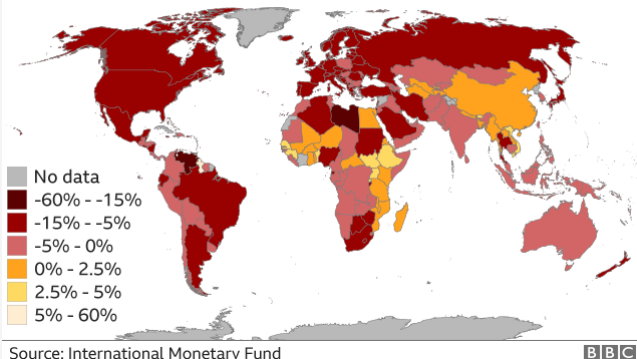 No data
-60% - -15%
-15% - -5%
-5% - 0%
0% - 2.5%
2.5% - 5%
5% - 60%
Source: International Monetary Fund
BBC